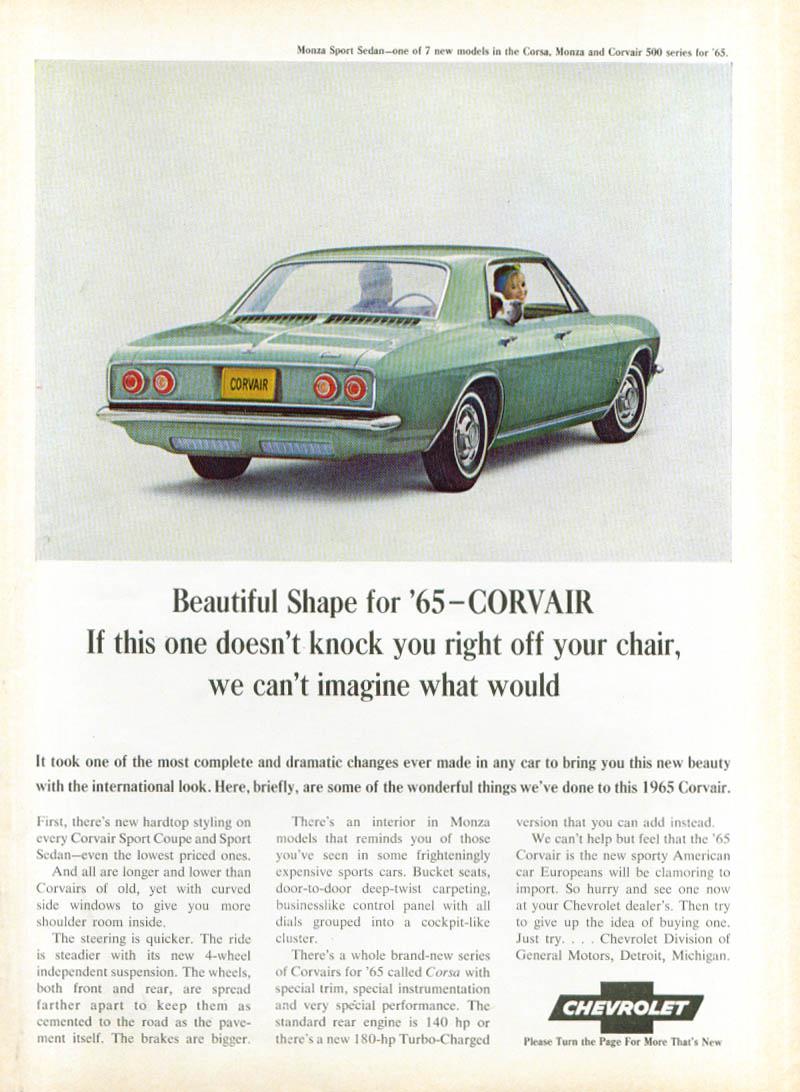 Monza Sport Sedan—one of 7 new models in the Corsa, Monza and Corvair 500 series for '65.
CORVAIR
Beautiful Shape for '65–CORVAIR
If this one doesn't knock you right off your chair,
we can't imagine what would
It took one of the most complete and dramatic changes ever made in any car to bring you this new beauty
with the international look. Here, briefly, are some of the wonderful things we've done to this 1965 Corvair.
First, there's new hardtop styling on
every Corvair Sport Coupe and Sport
Sedan—even the lowest priced ones.
And all are longer and lower than
Corvairs of old, yet with curved
side windows to give you more
shoulder room inside.
The steering is quicker. The ride
is steadier with its new 4-wheel
independent suspension. The wheels,
both front and rear, are spread
farther apart to keep them as
cemented to the road as the pave-
ment itself. The brakes are bigger.
There's an interior in Monza
models that reminds you of those
you've seen in some frighteningly
expensive sports cars. Bucket seats,
door-to-door deep-twist carpeting,
businesslike control panel with all
dials grouped into a cockpit-like
cluster.
There's a whole brand-new series
of Corvairs for '65 called Corsa with
special trim, special instrumentation
and very special performance. The
standard rear engine is 140 hp or
there's a new 180-hp Turbo-Charged
version that you can add instead.
We can't help but feel that the '65
Corvair is the new sporty American
car Europeans will be clamoring to
import. So hurry and see one now
at your Chevrolet dealer's. Then try
to give up the idea of buying one.
Just try. . . . Chevrolet Division of
General Motors, Detroit, Michigan.
CHEVROLET
Please Turn the Page For More That's New